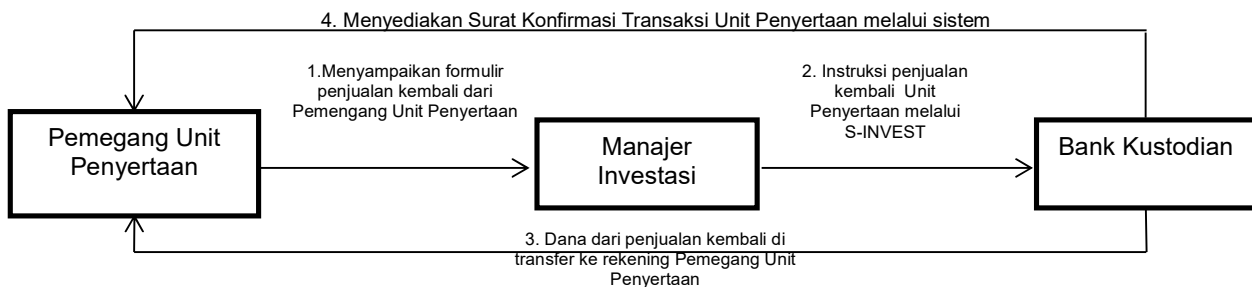 4. Menyediakan Surat Konfirmasi Transaksi Unit Penyertaan melalui sistem
1.Menyampaikan formulir
penjualan kembali dari
Pemengang Unit Penyertaan
2. Instruksi penjualan
kembali Unit
Penyertaan melalui
S-INVEST
Pemegang Unit
Penyertaan
Manajer
Investasi
Bank Kustodian
3. Dana dari penjualan kembali di
transfer ke rekening Pemegang Unit
Penyertaan